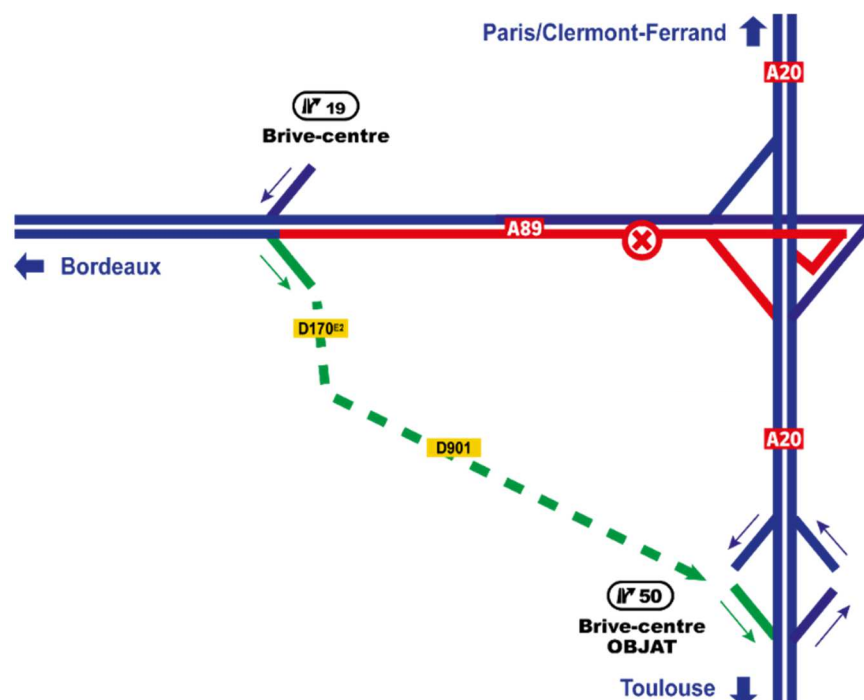 Paris/Clermont-Ferrand
A20
19
Brive-centre
A89
Bordeaux
D170E2
A20
D901
50
Brive-centre
OBJAT
Toulouse